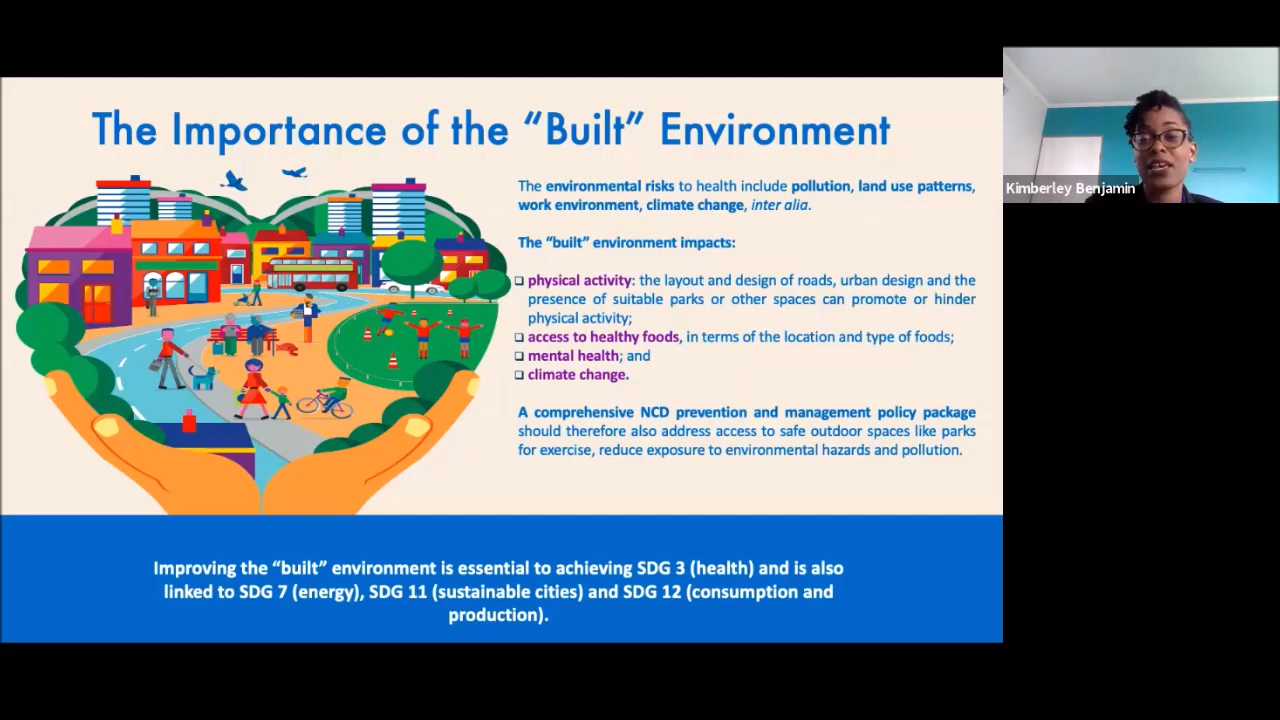 The Importance of the “Built” Environment
The environmental risks to health include pollution, land use patterns,
work environment, climate change, inter alia.
The “built” environment impacts:
❑ physical activity: the layout and design of roads, urban design and the
presence of suitable parks or other spaces can promote or hinder
physical activity;
❑ access to healthy foods, in terms of the location and type of foods;
❑ mental health; and
❑ climate change.
A comprehensive NCD prevention and management policy package
should therefore also address access to safe outdoor spaces like parks
for exercise, reduce exposure to environmental hazards and pollution.
Improving the “built” environment is essential to achieving SDG 3 (health) and is also
linked to SDG 7 (energy), SDG 11 (sustainable cities) and SDG 12 (consumption and
production).
Kimberley Benjamin